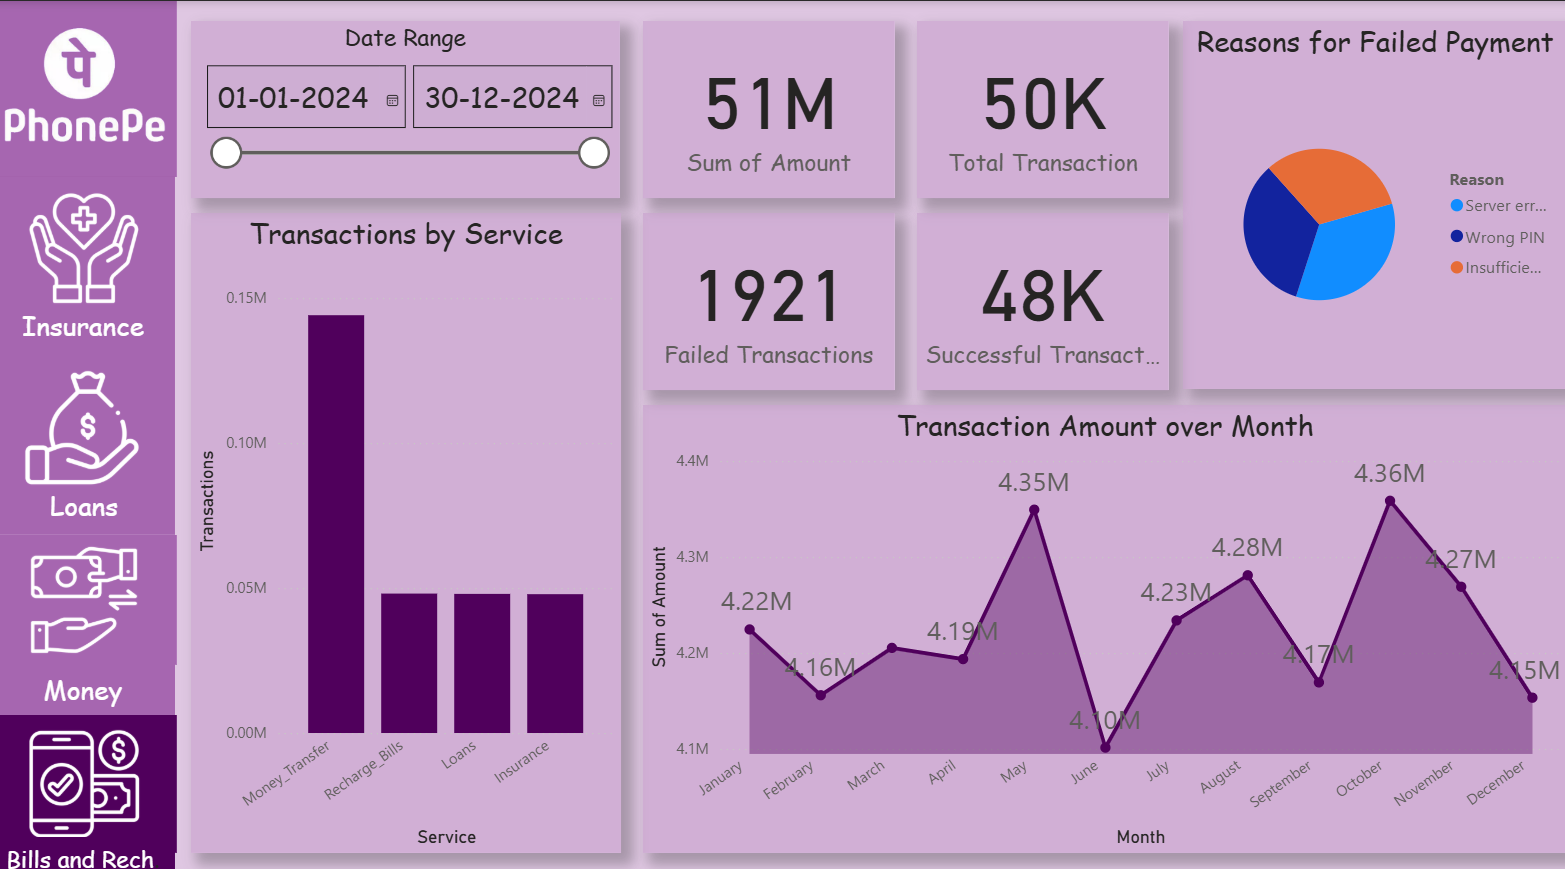 पे
PhonePe
Insurance
Loans
Money
Bills and Rech
Date Range
01-01-2024
30-12-2024
51M
Sum of Amount
50K
Total Transaction
1921
Failed Transactions
48K
Successful Transact...
Reasons for Failed Payment
Reason
Server err...
Wrong PIN
Insufficie...
Transactions by Service
Transactions
0.15M
0.10M
0.05M
0.00M
Money_Transfer
Recharge_Bills
Loans
Insurance
Service
Transaction Amount over Month
Sum of Amount
4.4M
4.3M
4.2M
4.1M
4.22M
4.16M
4.19M
4.35M
4.10M
4.23M
4.28M
4.17M
4.36M
4.27M
4.15M
January
February
March
April
May
June
July
August
September
October
November
December
Month